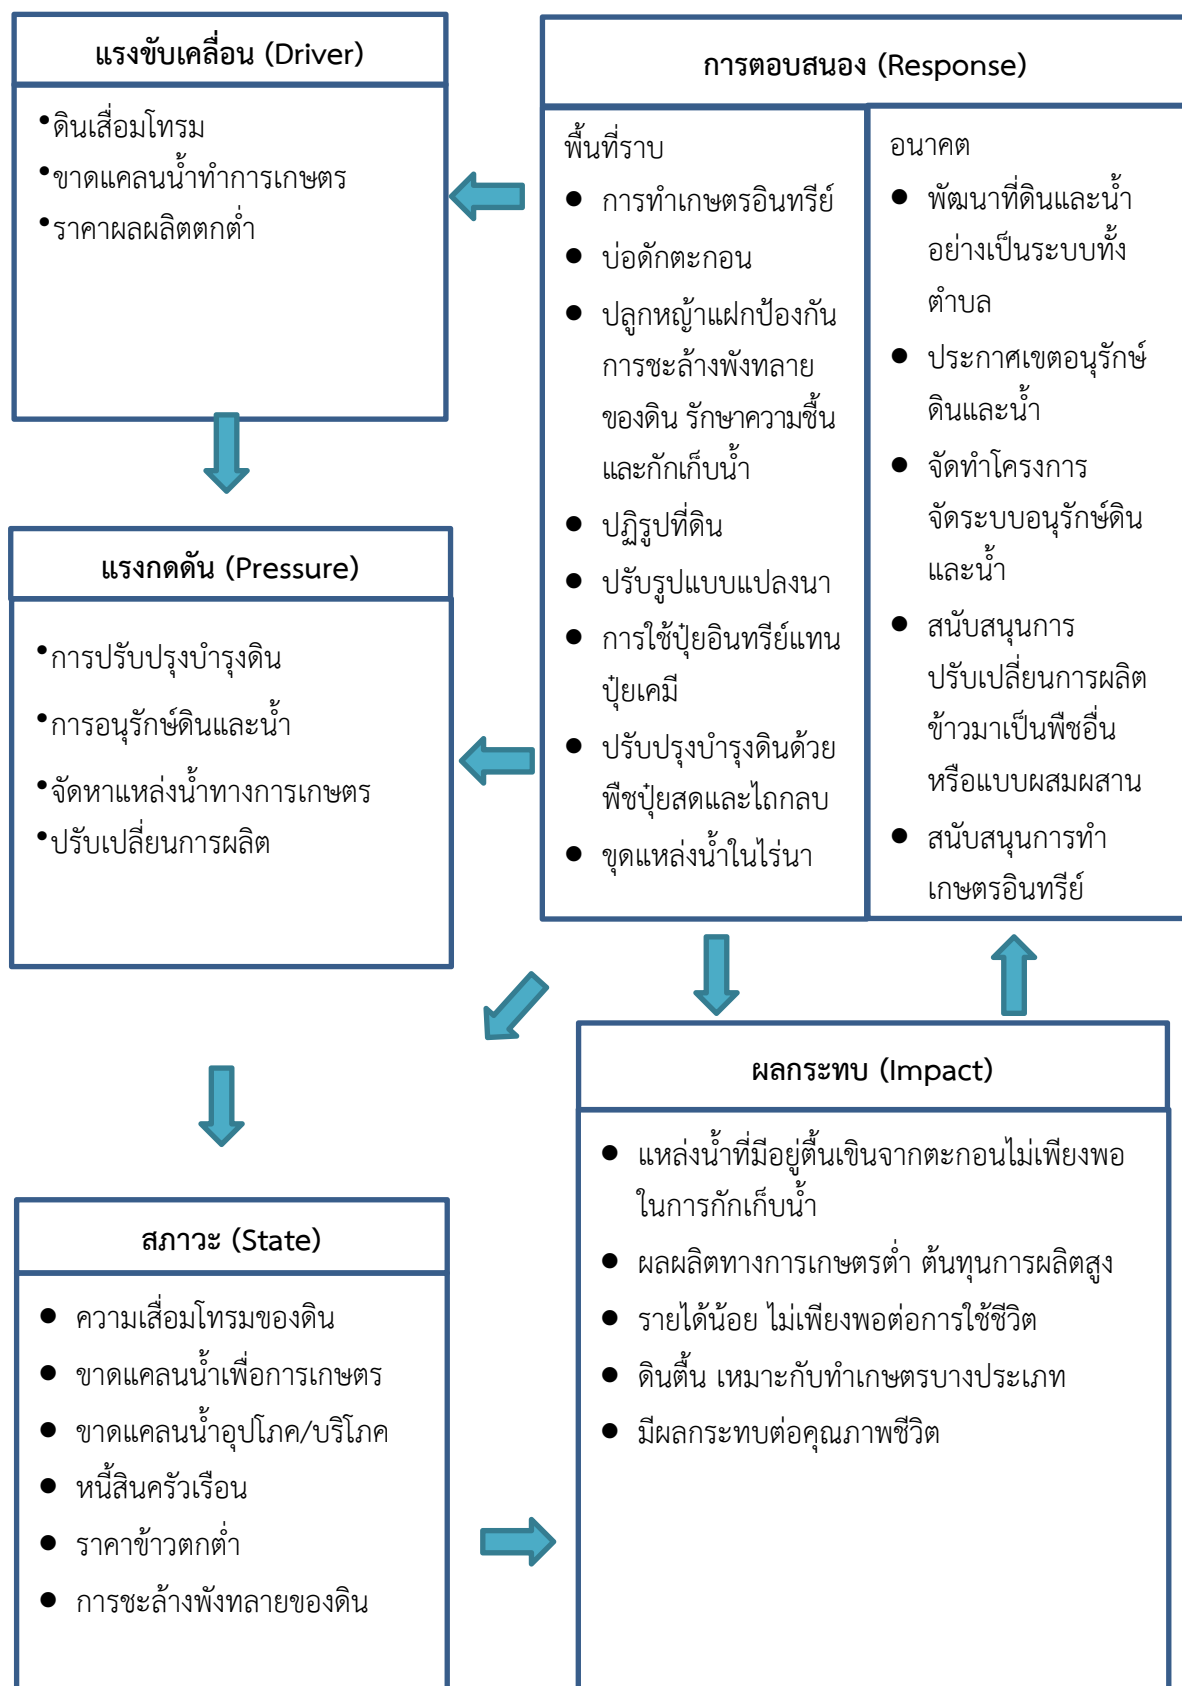 แรงขับเคลื่อน (Driver)
•ดินเสื่อมโทรม
•ขาดแคลนน้ำทำการเกษตร
•ราคาผลผลิตตกต่ำ
การตอบสนอง (Response)
พื้นที่ราบ
● การทำเกษตรอินทรีย์
● บ่อดักตะกอน
● ปลูกหญ้าแฝกป้องกัน
การชะล้างพังทลาย
ของดิน รักษาความชื้น
และกักเก็บน้ำ
● ปฏิรูปที่ดิน
● ปรับรูปแบบแปลงนา
● การใช้ปุ๋ยอินทรีย์แทน
ปุ๋ยเคมี
● ปรับปรุงบำรุงดินด้วย
พืชปุ๋ยสดและไถกลบ
● ขุดแหล่งน้ำในไร่นา
อนาคต
● พัฒนาที่ดินและน้ำ
อย่างเป็นระบบทั้ง
ตำบล
● ประกาศเขตอนุรักษ์
ดินและน้ำ
● จัดทำโครงการ
จัดระบบอนุรักษ์ดิน
และน้ำ
● สนับสนุนการ
ปรับเปลี่ยนการผลิต
ข้าวมาเป็นพืชอื่น
หรือแบบผสมผสาน
● สนับสนุนการทำ
เกษตรอินทรีย์
แรงกดดัน (Pressure)
•การปรับปรุงบำรุงดิน
•การอนุรักษ์ดินและน้ำ
•จัดหาแหล่งน้ำทางการเกษตร
•ปรับเปลี่ยนการผลิต
สภาวะ (State)
● ความเสื่อมโทรมของดิน
● ขาดแคลนน้ำเพื่อการเกษตร
● ขาดแคลนน้ำอุปโภค/บริโภค
● หนี้สินครัวเรือน
● ราคาข้าวตกต่ำ
● การชะล้างพังทลายของดิน
ผลกระทบ (Impact)
● แหล่งน้ำที่มีอยู่ตื้นเขินจากตะกอนไม่เพียงพอ
ในการกักเก็บน้ำ
● ผลผลิตทางการเกษตรต่ำ ต้นทุนการผลิตสูง
● รายได้น้อย ไม่เพียงพอต่อการใช้ชีวิต
● ดินตื้น เหมาะกับทำเกษตรบางประเภท
● มีผลกระทบต่อคุณภาพชีวิต